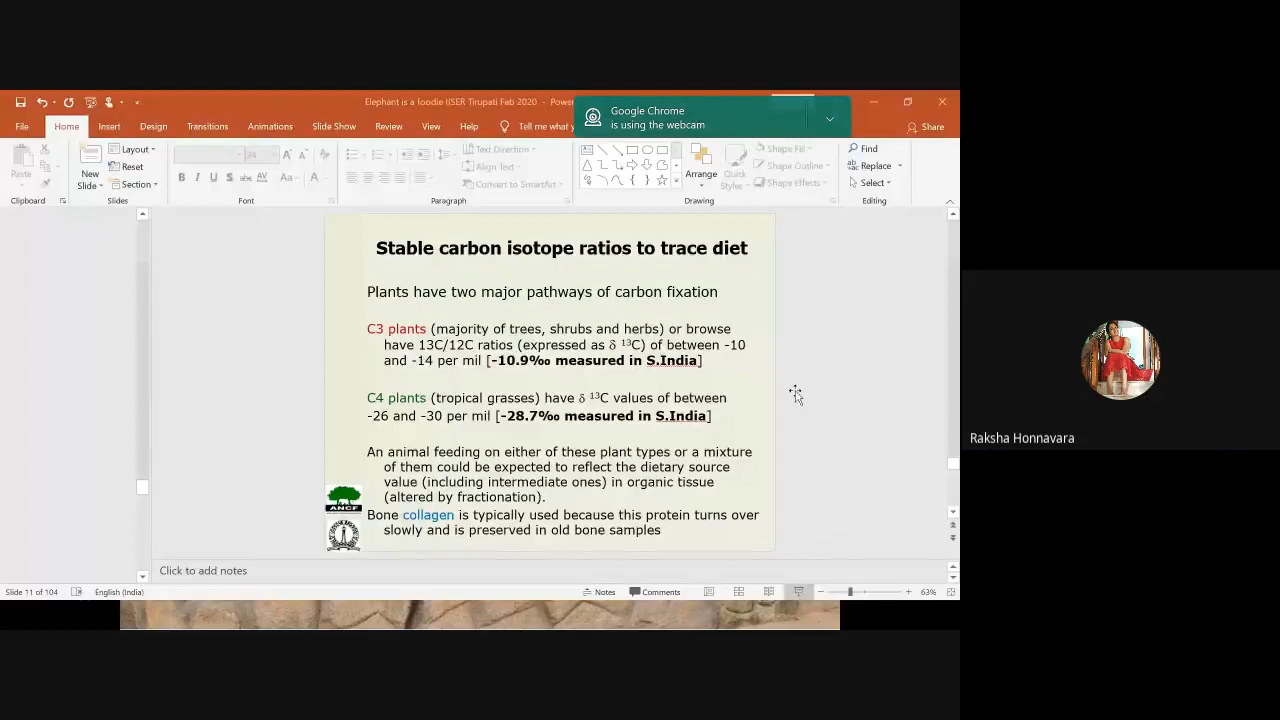 Elephant is a foodie IISER Tirupati Feb 2020 - Power
Google Chrome
is using the webcam
File Home Insert Design Transitions Animations Slide Show Review View Help Tell me what y Share
Paste New Slide Layout Reset Section
24
B I U S abc AV Aa A
Text Direction
Align Text
Convert to SmartArt
Arrange Quick Styles
Shape Fill
Shape Outline
Shape Effects
Find
Replace
Select
Clipboard Slides Font Paragraph Drawing Editing
Stable carbon isotope ratios to trace diet
Plants have two major pathways of carbon fixation
C3 plants (majority of trees, shrubs and herbs) or browse
have 13C/12C ratios (expressed as δ ¹³C) of between -10
and -14 per mil [-10.9‰ measured in S.India]
C4 plants (tropical grasses) have δ ¹³C values of between
-26 and -30 per mil [-28.7‰ measured in S.India]
An animal feeding on either of these plant types or a mixture
of them could be expected to reflect the dietary source
value (including intermediate ones) in organic tissue
(altered by fractionation).
Bone collagen is typically used because this protein turns over
slowly and is preserved in old bone samples
ANCF
Click to add notes
Slide 11 of 104 English (India) Notes Comments 63%
Raksha Honnavara